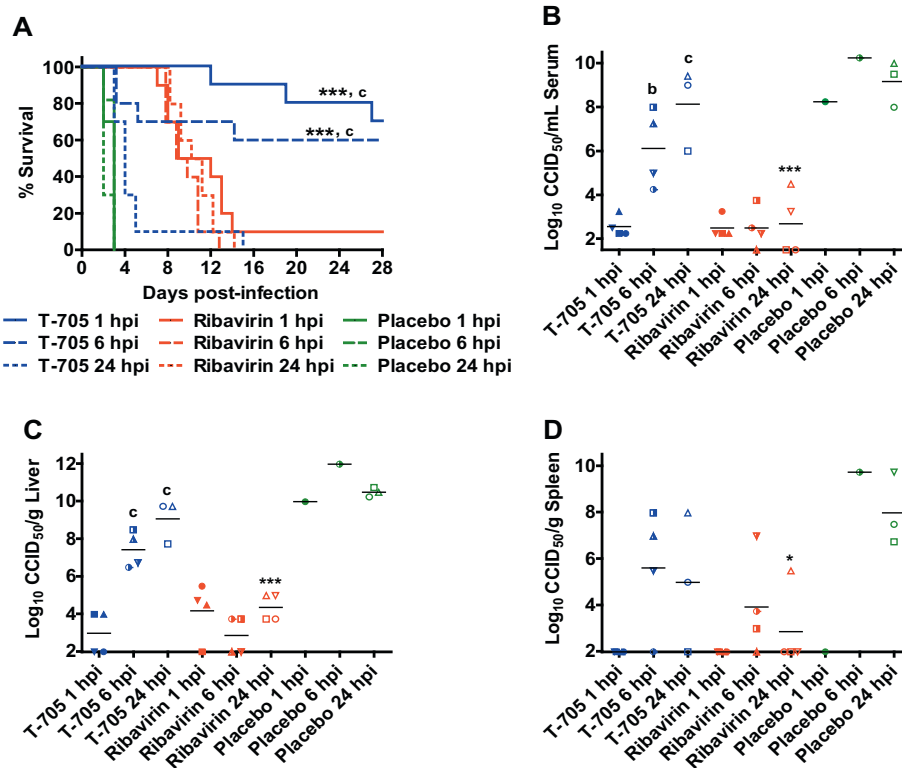 A
% Survival
100
80
60
40
20
0
***, c
***, c
0 4 8 12 16 20 24 28
Days post-infection
T-705 1 hpi Ribavirin 1 hpi Placebo 1 hpi
T-705 6 hpi Ribavirin 6 hpi Placebo 6 hpi
T-705 24 hpi Ribavirin 24 hpi Placebo 24 hpi
B
Log10 CCID50/mL Serum
10
8
6
4
2
b
c
***
T-705 1 hpi
T-705 6 hpi
T-705 24 hpi
Ribavirin 1 hpi
Ribavirin 6 hpi
Ribavirin 24 hpi
Placebo 1 hpi
Placebo 6 hpi
Placebo 24 hpi
C
Log10 CCID50/g Liver
12
10
8
6
4
2
c
c
***
T-705 1 hpi
T-705 6 hpi
T-705 24 hpi
Ribavirin 1 hpi
Ribavirin 6 hpi
Ribavirin 24 hpi
Placebo 1 hpi
Placebo 6 hpi
Placebo 24 hpi
D
Log10 CCID50/g Spleen
10
8
6
4
2
*
T-705 1 hpi
T-705 6 hpi
T-705 24 hpi
Ribavirin 1 hpi
Ribavirin 6 hpi
Ribavirin 24 hpi
Placebo 1 hpi
Placebo 6 hpi
Placebo 24 hpi